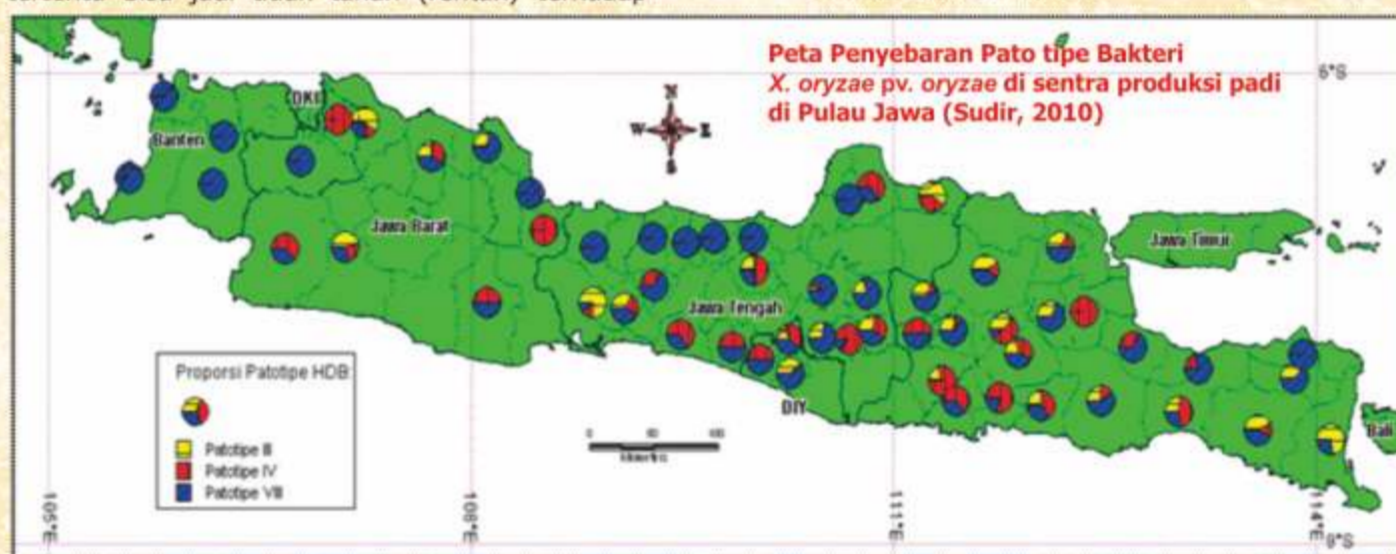 Peta Penyebaran Pato tipe Bakteri
X. oryzae pv. oryzae di sentra produksi padi
di Pulau Jawa (Sudir, 2010)
6°S
N
W E
S
DKI
Banten
Jawa Barat
Jawa Timur
Jawa Tengah
DIY
Bali
Proporsi Patotipe HDB
Patotipe III
Patotipe IV
Patotipe VIII
105°E
108°E
111°E
114°E
8°S